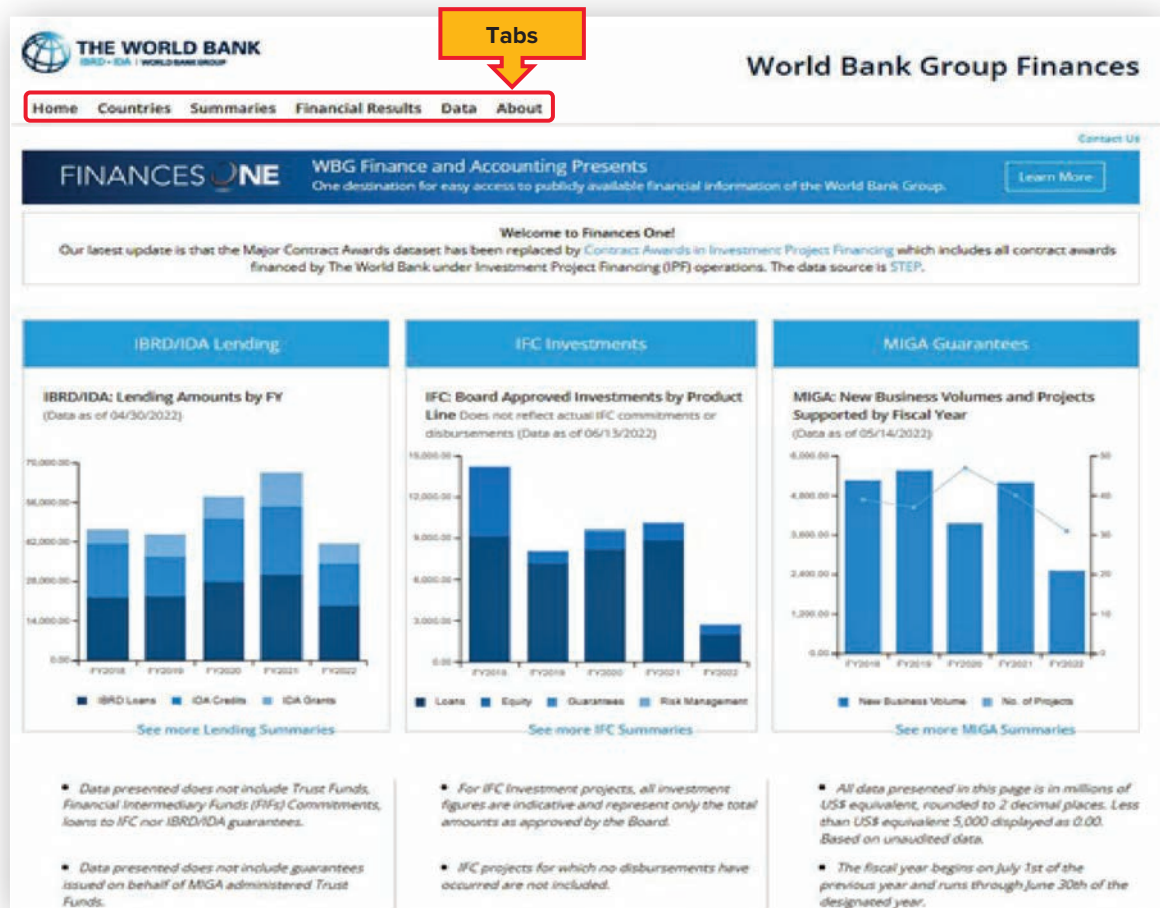 Tabs
THE WORLD BANK
IBRD • IDA | WORLD BANK GROUP
World Bank Group Finances
Home Countries Summaries Financial Results Data About
Contact Us
FINANCES ONE
WBG Finance and Accounting Presents
One destination for easy access to publicly available financial information of the World Bank Group.
Learn More
Welcome to Finances One!
Our latest update is that the Major Contract Awards dataset has been replaced by Contract Awards in Investment Project Financing which includes all contract awards
financed by The World Bank under Investment Project Financing (IPF) operations. The data source is STEP.
IBRD/IDA Lending
IBRD/IDA: Lending Amounts by FY
(Data as of 04/30/2022)
70,000.00
56,000.00
42,000.00
28,000.00
14,000.00
0.00
FY2018 FY2019 FY2020 FY2021 FY2022
IBRD Loans IDA Credits IDA Grants
See more Lending Summaries
IFC Investments
IFC: Board Approved Investments by Product
Line Does not reflect actual IFC commitments or
disbursements (Data as of 06/13/2022)
15,000.00
12,000.00
9,000.00
6,000.00
3,000.00
0.00
FY2018 FY2019 FY2020 FY2021 FY2022
Loans Equity Guarantees Risk Management
See more IFC Summaries
MIGA Guarantees
MIGA: New Business Volumes and Projects
Supported by Fiscal Year
(Data as of 05/14/2022)
6,000.00
4,800.00
3,600.00
2,400.00
1,200.00
0.00
50
40
30
20
10
0
FY2018 FY2019 FY2020 FY2021 FY2022
New Business Volume No. of Projects
See more MIGA Summaries
▪ Data presented does not include Trust Funds,
Financial Intermediary Funds (FIFs) Commitments,
loans to IFC nor IBRD/IDA guarantees.
▪ Data presented does not include guarantees
issued on behalf of MIGA administered Trust
Funds.
▪ For IFC Investment projects, all investment
figures are indicative and represent only the total
amounts as approved by the Board.
▪ IFC projects for which no disbursements have
occurred are not included.
▪ All data presented in this page is in millions of
US$ equivalent, rounded to 2 decimal places. Less
than US$ equivalent 5,000 displayed as 0.00.
Based on unaudited data.
▪ The fiscal year begins on July 1st of the
previous year and runs through June 30th of the
designated year.